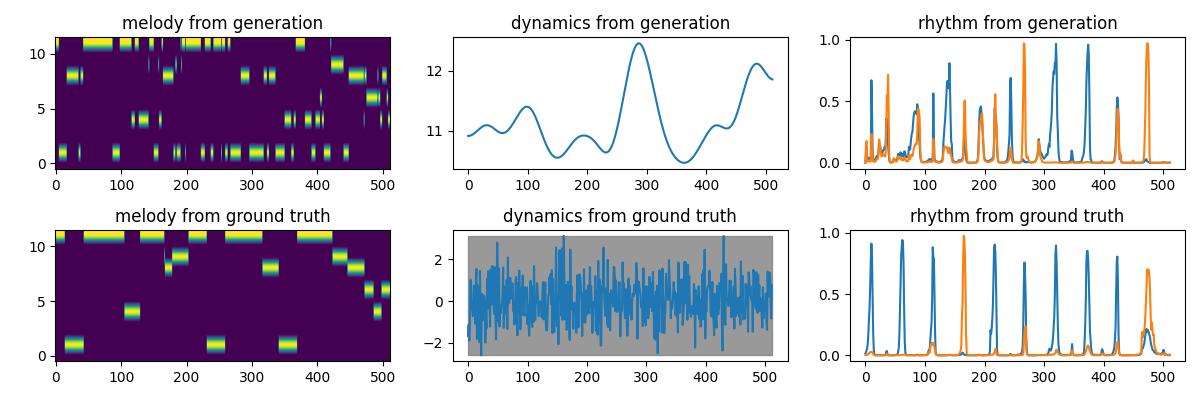 melody from generation
dynamics from generation
rhythm from generation
10
5
0
0 100 200 300 400 500
12
11
0 100 200 300 400 500
1.0
0.5
0.0
0 100 200 300 400 500
melody from ground truth
dynamics from ground truth
rhythm from ground truth
10
5
0
0 100 200 300 400 500
2
0
−2
0 100 200 300 400 500
1.0
0.5
0.0
0 100 200 300 400 500